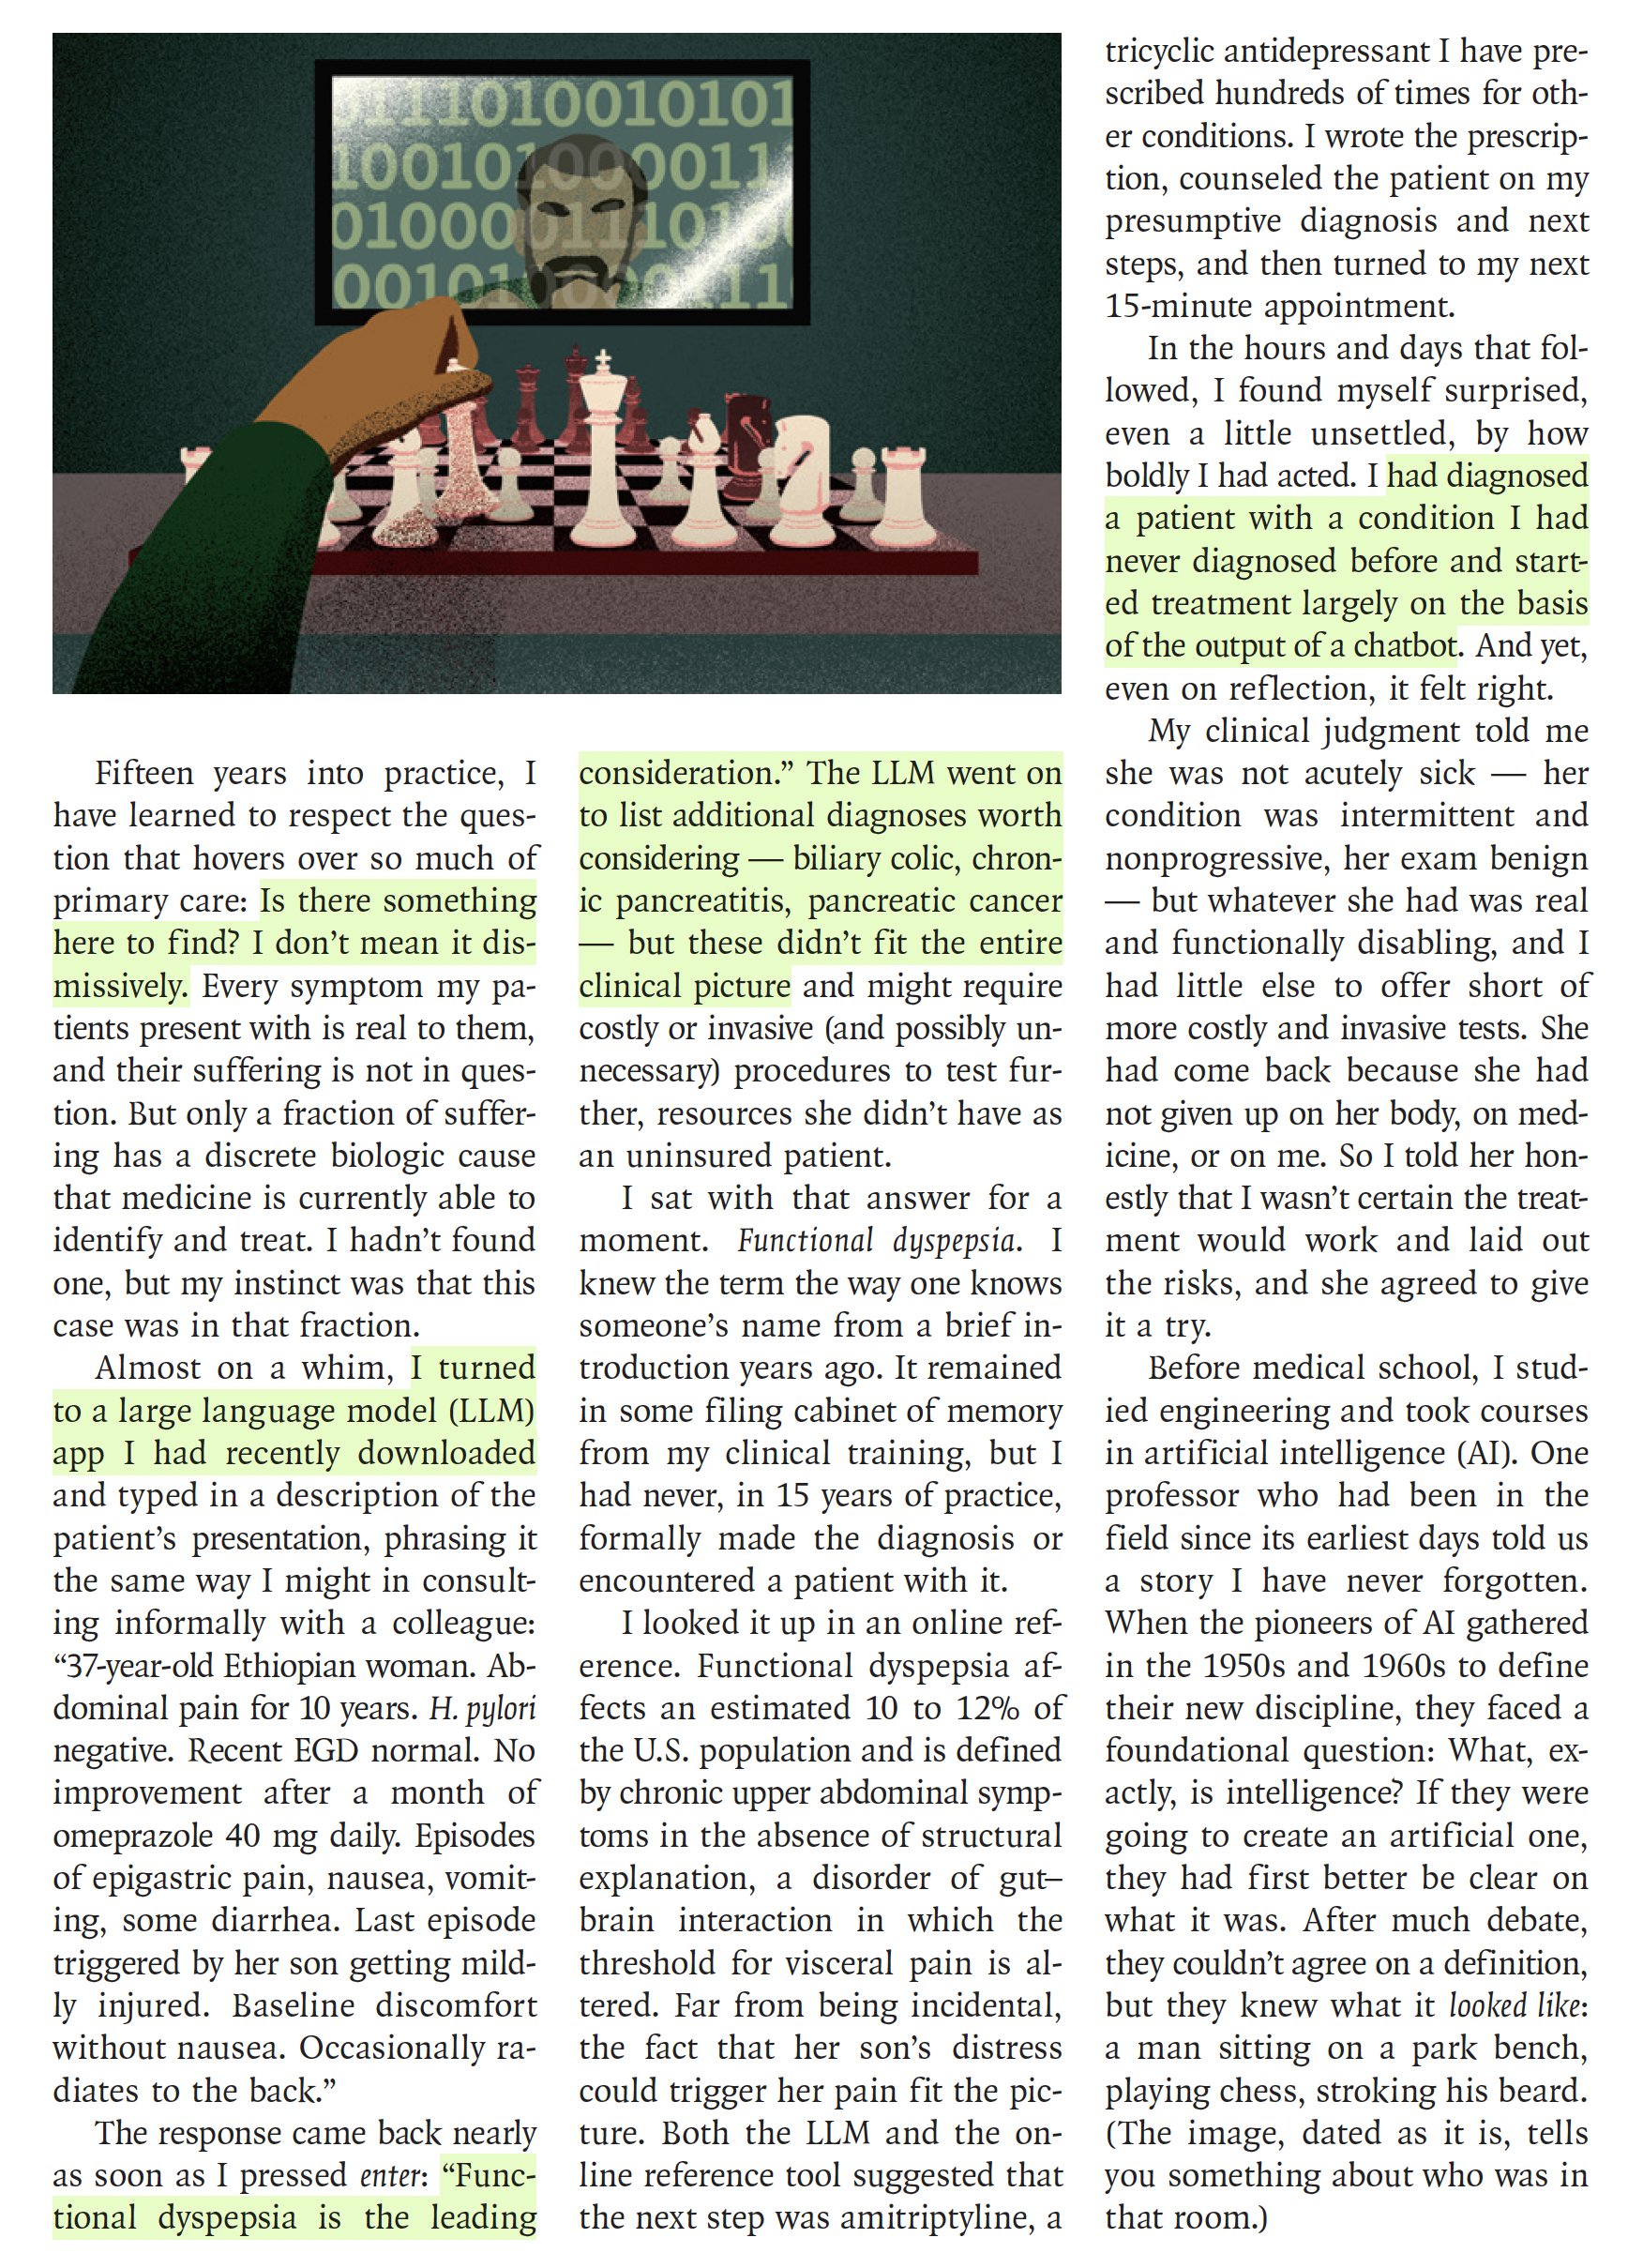 11101001010101
100101000001 11
010000111010 00
001010000011 10
Fifteen years into practice, I
have learned to respect the ques-
tion that hovers over so much of
primary care: Is there something
here to find? I don’t mean it dis-
missively. Every symptom my pa-
tients present with is real to them,
and their suffering is not in ques-
tion. But only a fraction of suffer-
ing has a discrete biologic cause
that medicine is currently able to
identify and treat. I hadn’t found
one, but my instinct was that this
case was in that fraction.
Almost on a whim, I turned
to a large language model (LLM)
app I had recently downloaded
and typed in a description of the
patient’s presentation, phrasing it
the same way I might in consult-
ing informally with a colleague:
“37-year-old Ethiopian woman. Ab-
dominal pain for 10 years. H. pylori
negative. Recent EGD normal. No
improvement after a month of
omeprazole 40 mg daily. Episodes
of epigastric pain, nausea, vomit-
ing, some diarrhea. Last episode
triggered by her son getting mild-
ly injured. Baseline discomfort
without nausea. Occasionally ra-
diates to the back.”
The response came back nearly
as soon as I pressed enter: “Func-
tional dyspepsia is the leading
consideration.” The LLM went on
to list additional diagnoses worth
considering — biliary colic, chron-
ic pancreatitis, pancreatic cancer
— but these didn’t fit the entire
clinical picture and might require
costly or invasive (and possibly un-
necessary) procedures to test fur-
ther, resources she didn’t have as
an uninsured patient.
I sat with that answer for a
moment. Functional dyspepsia. I
knew the term the way one knows
someone’s name from a brief in-
troduction years ago. It remained
in some filing cabinet of memory
from my clinical training, but I
had never, in 15 years of practice,
formally made the diagnosis or
encountered a patient with it.
I looked it up in an online ref-
erence. Functional dyspepsia af-
fects an estimated 10 to 12% of
the U.S. population and is defined
by chronic upper abdominal symp-
toms in the absence of structural
explanation, a disorder of gut–
brain interaction in which the
threshold for visceral pain is al-
tered. Far from being incidental,
the fact that her son’s distress
could trigger her pain fit the pic-
ture. Both the LLM and the on-
line reference tool suggested that
the next step was amitriptyline, a
tricyclic antidepressant I have pre-
scribed hundreds of times for oth-
er conditions. I wrote the prescrip-
tion, counseled the patient on my
presumptive diagnosis and next
steps, and then turned to my next
15-minute appointment.
In the hours and days that fol-
lowed, I found myself surprised,
even a little unsettled, by how
boldly I had acted. I had diagnosed
a patient with a condition I had
never diagnosed before and start-
ed treatment largely on the basis
of the output of a chatbot. And yet,
even on reflection, it felt right.
My clinical judgment told me
she was not acutely sick — her
condition was intermittent and
nonprogressive, her exam benign
— but whatever she had was real
and functionally disabling, and I
had little else to offer short of
more costly and invasive tests. She
had come back because she had
not given up on her body, on med-
icine, or on me. So I told her hon-
estly that I wasn’t certain the treat-
ment would work and laid out
the risks, and she agreed to give
it a try.
Before medical school, I stud-
ied engineering and took courses
in artificial intelligence (AI). One
professor who had been in the
field since its earliest days told us
a story I have never forgotten.
When the pioneers of AI gathered
in the 1950s and 1960s to define
their new discipline, they faced a
foundational question: What, ex-
actly, is intelligence? If they were
going to create an artificial one,
they had first better be clear on
what it was. After much debate,
they couldn’t agree on a definition,
but they knew what it looked like:
a man sitting on a park bench,
playing chess, stroking his beard.
(The image, dated as it is, tells
you something about who was in
that room.)